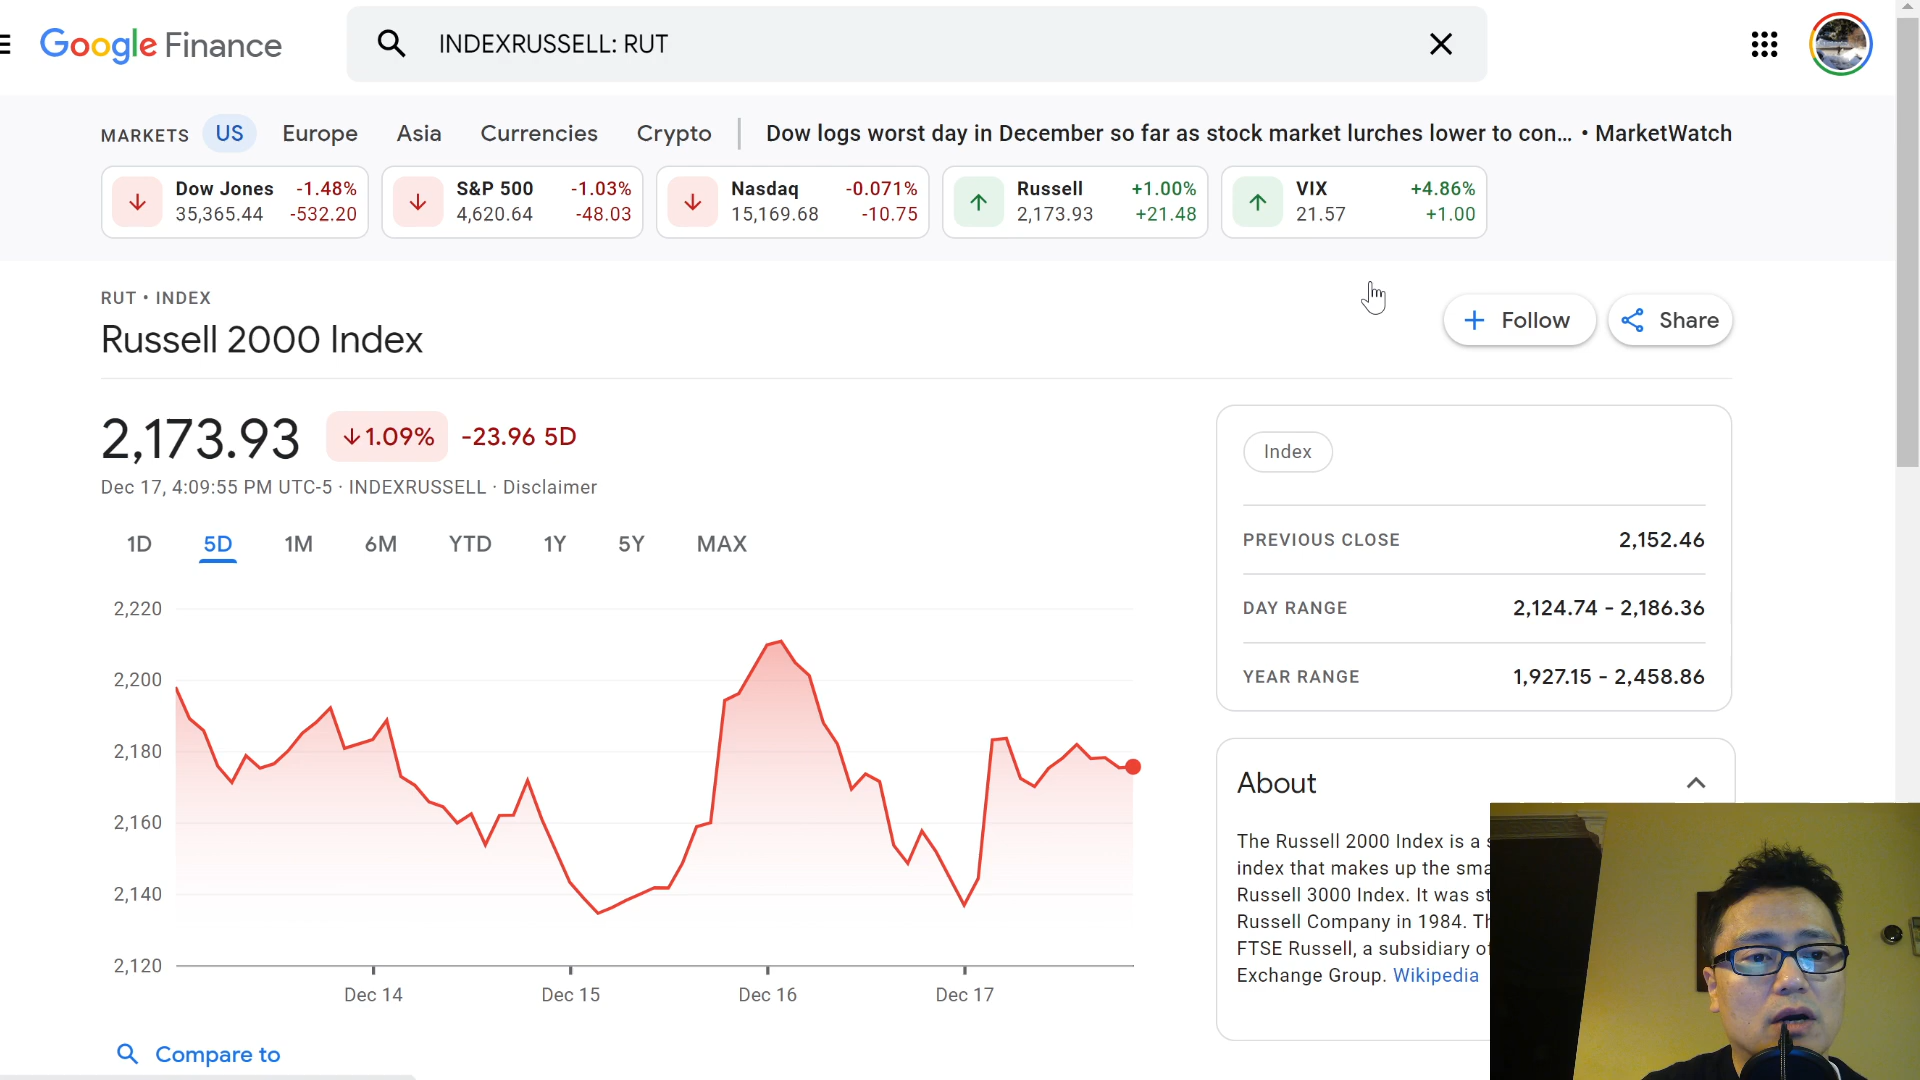 Google Finance
INDEXRUSSELL: RUT
MARKETS US Europe Asia Currencies Crypto Dow logs worst day in December so far as stock market lurches lower to con... • MarketWatch
Dow Jones -1.48%
35,365.44 -532.20
S&P 500 -1.03%
4,620.64 -48.03
Nasdaq -0.071%
15,169.68 -10.75
Russell +1.00%
2,173.93 +21.48
VIX +4.86%
21.57 +1.00
RUT • INDEX
Russell 2000 Index
Follow
Share
2,173.93 ↓1.09% -23.96 5D
Dec 17, 4:09:55 PM UTC-5 · INDEXRUSSELL · Disclaimer
1D 5D 1M 6M YTD 1Y 5Y MAX
2,220
2,200
2,180
2,160
2,140
2,120
Dec 14 Dec 15 Dec 16 Dec 17
Compare to
Index
PREVIOUS CLOSE 2,152.46
DAY RANGE 2,124.74 - 2,186.36
YEAR RANGE 1,927.15 - 2,458.86
About
The Russell 2000 Index is a
index that makes up the
Russell 3000 Index. It was
Russell Company in 1984.
FTSE Russell, a subsidiary
Exchange Group. Wikipedia